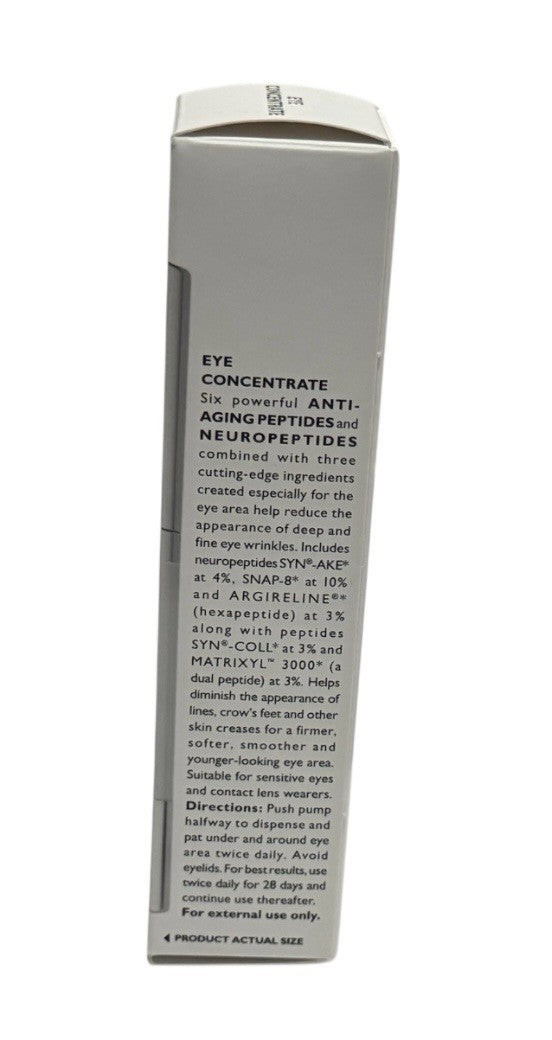 EYE
CONCENTRATE
EYE
CONCENTRATE
Six powerful ANTI-
AGING PEPTIDES and
NEUROPEPTIDES
combined with three
cutting-edge ingredients
created especially for the
eye area help reduce the
appearance of deep and
fine eye wrinkles. Includes
neuropeptides SYN®-AKE*
at 4%, SNAP-8* at 10%
and ARGIRELINE®*
(hexapeptide) at 3%
along with peptides
SYN®-COLL* at 3% and
MATRIXYL™ 3000* (a
dual peptide) at 3%. Helps
diminish the appearance of
lines, crow's feet and other
skin creases for a firmer,
softer, smoother and
younger-looking eye area.
Suitable for sensitive eyes
and contact lens wearers.
Directions: Push pump
halfway to dispense and
pat under and around eye
area twice daily. Avoid
eyelids. For best results, use
twice daily for 28 days and
continue use thereafter.
For external use only.
◄ PRODUCT ACTUAL SIZE